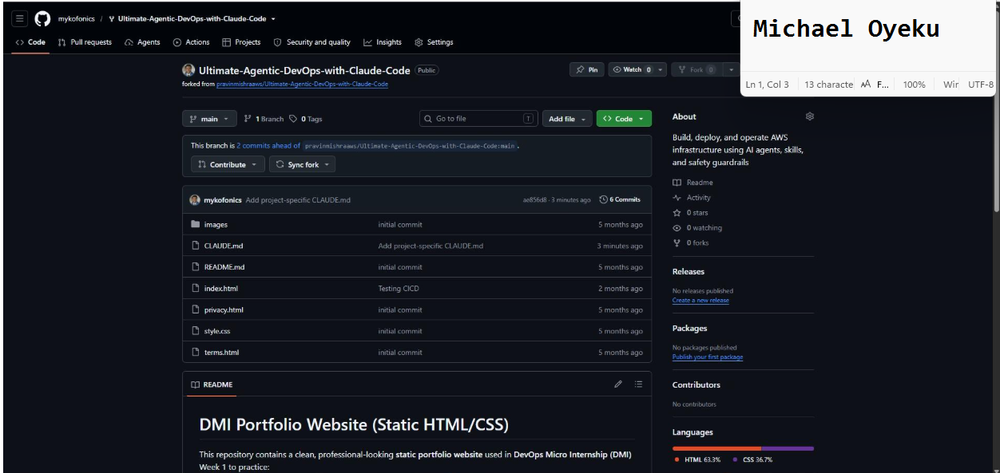 mykofonics / Ultimate-Agentic-DevOps-with-Claude-Code
Michael Oyeku
Code Pull requests Agents Actions Projects Security and quality Insights Settings
Ultimate-Agentic-DevOps-with-Claude-Code Public
Pin Watch 0 Fork 0
forked from pravinmishraaws/Ultimate-Agentic-DevOps-with-Claude-Code
Ln 1, Col 3 13 characte AA F... 100% Wir UTF-8
main 1 Branch 0 Tags
Go to file T
Add file Code
About
This branch is 2 commits ahead of pravinmishraaws/Ultimate-Agentic-DevOps-with-Claude-Code:main .
Contribute Sync fork
Build, deploy, and operate AWS
infrastructure using AI agents, skills,
and safety guardrails
Readme
Activity
0 stars
0 watching
0 forks
mykofonics Add project-specific CLAUDE.md ae856d8 · 3 minutes ago 6 Commits
images initial commit 5 months ago
CLAUDE.md Add project-specific CLAUDE.md 3 minutes ago
README.md initial commit 5 months ago
index.html Testing CICD 2 months ago
privacy.html initial commit 5 months ago
style.css initial commit 5 months ago
terms.html initial commit 5 months ago
Releases
No releases published
Create a new release
Packages
No packages published
Publish your first package
Contributors
No contributors
Languages
HTML 63.3% CSS 36.7%
README
DMI Portfolio Website (Static HTML/CSS)
This repository contains a clean, professional-looking static portfolio website used in DevOps Micro Internship (DMI)
Week 1 to practice: